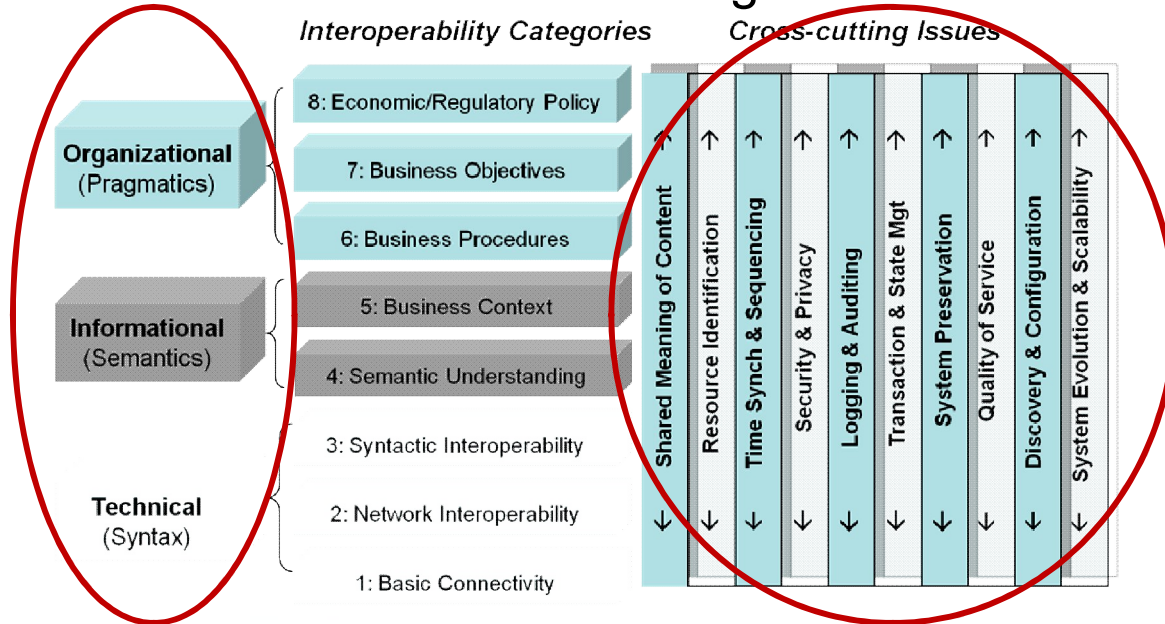 g
Interoperability Categories
Cross-cutting Issues
Organizational
(Pragmatics)
8: Economic/Regulatory Policy
7: Business Objectives
6: Business Procedures
Informational
(Semantics)
5: Business Context
4: Semantic Understanding
Technical
(Syntax)
3: Syntactic Interoperability
2: Network Interoperability
1: Basic Connectivity
Shared Meaning of Content
Resource Identification
Time Synch & Sequencing
Security & Privacy
Logging & Auditing
Transaction & State Mgt
System Preservation
Quality of Service
Discovery & Configuration
System Evolution & Scalability